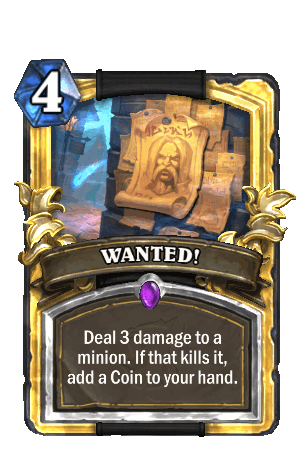 4
WANTED!
Deal 3 damage to a
minion. If that kills it,
add a Coin to your hand.